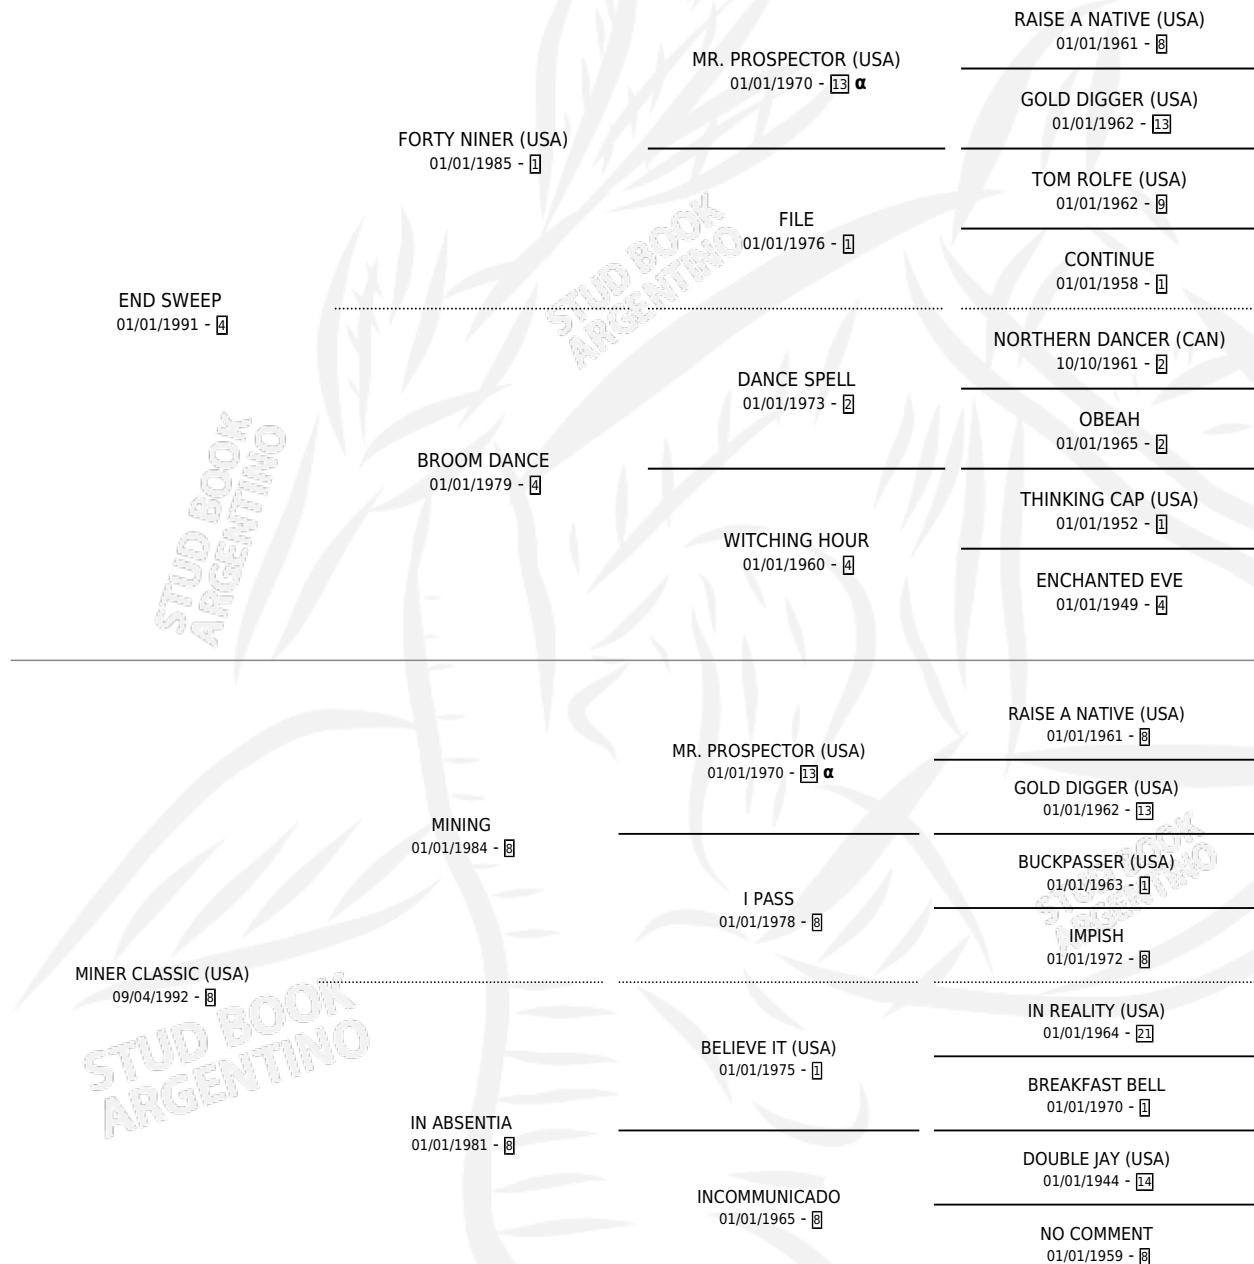 RAISE A NATIVE (USA)
01/01/1961 - 8
MR. PROSPECTOR (USA)
01/01/1970 - 13 α
GOLD DIGGER (USA)
01/01/1962 - 13
FORTY NINER (USA)
01/01/1985 - 1
TOM ROLFE (USA)
01/01/1962 - 9
FILE
01/01/1976 - 1
CONTINUE
01/01/1958 - 1
END SWEEP
01/01/1991 - 4
NORTHERN DANCER (CAN)
10/10/1961 - 2
DANCE SPELL
01/01/1973 - 2
OBEAH
01/01/1965 - 2
BROOM DANCE
01/01/1979 - 4
THINKING CAP (USA)
01/01/1952 - 1
WITCHING HOUR
01/01/1960 - 4
ENCHANTED EVE
01/01/1949 - 4
STUD BOOK
ARGENTINO
STUD BOOK
ARGENTINO
RAISE A NATIVE (USA)
01/01/1961 - 8
MR. PROSPECTOR (USA)
01/01/1970 - 13 α
GOLD DIGGER (USA)
01/01/1962 - 13
MINING
01/01/1984 - 8
BUCKPASSER (USA)
01/01/1963 - 1
I PASS
01/01/1978 - 8
IMPISH
01/01/1972 - 8
MINER CLASSIC (USA)
09/04/1992 - 8
IN REALITY (USA)
01/01/1964 - 21
BELIEVE IT (USA)
01/01/1975 - 1
BREAKFAST BELL
01/01/1970 - 1
IN ABSENTIA
01/01/1981 - 8
DOUBLE JAY (USA)
01/01/1944 - 14
INCOMMUNICADO
01/01/1965 - 8
NO COMMENT
01/01/1959 - 8
STUD BOOK
ARGENTINO
STUD BOOK
ARGENTINO